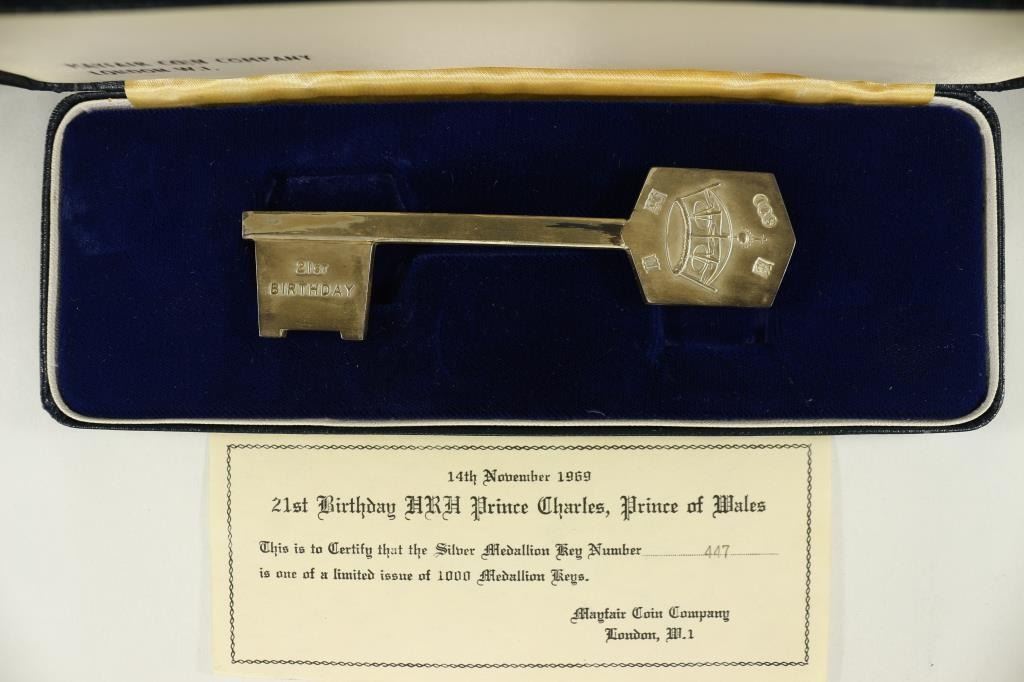 MAYFAIR COIN COMPANY
LONDON W.1.
21ST
BIRTHDAY
14th November 1969
21st Birthday HRH Prince Charles, Prince of Wales
This is to Certify that the Silver Medallion Key Number 447
is one of a limited issue of 1000 Medallion Keys.
Mayfair Coin Company
London, W.1